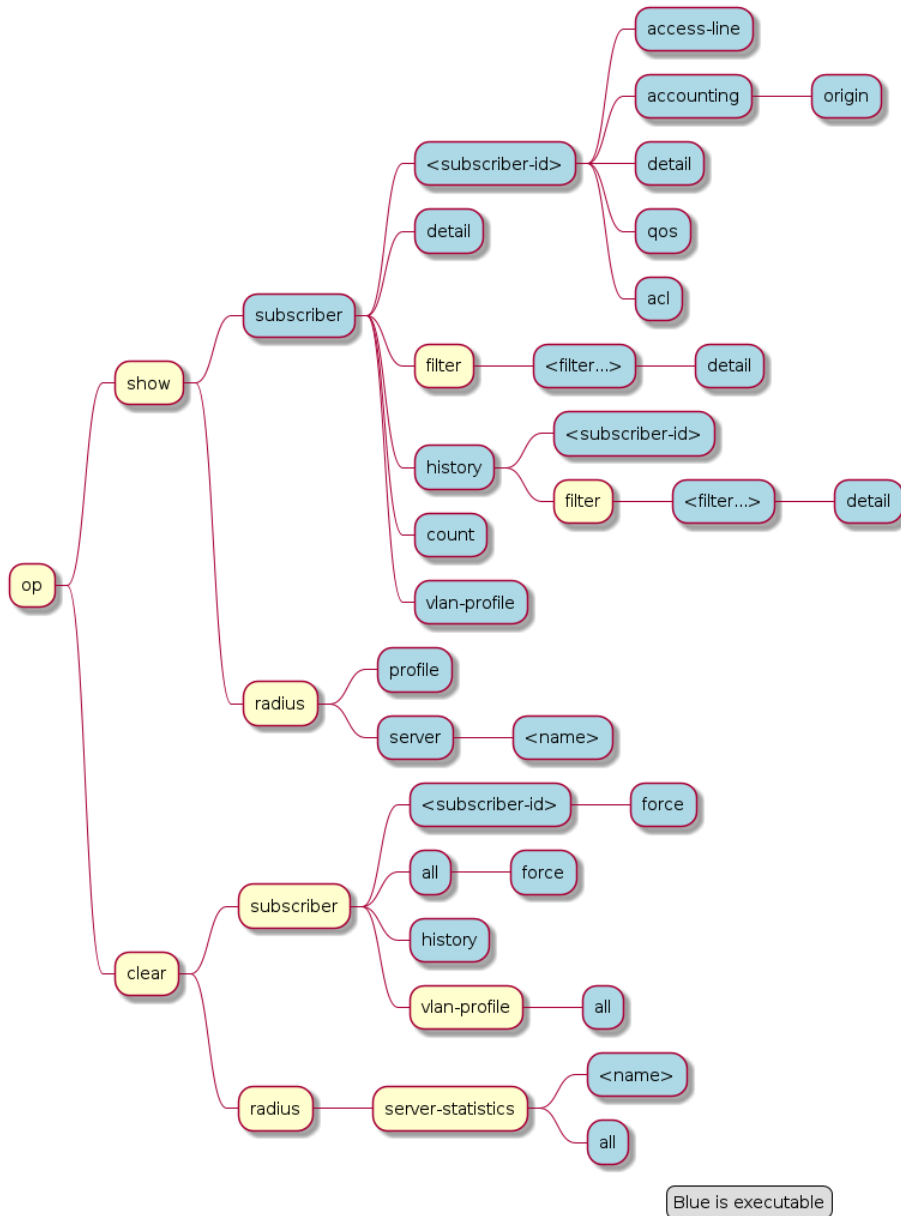 op
show
subscriber
<subscriber-id>
access-line
accounting
origin
detail
qos
acl
detail
filter
<filter...>
detail
history
<subscriber-id>
filter
<filter...>
detail
count
vlan-profile
radius
profile
server
<name>
clear
subscriber
<subscriber-id>
force
all
force
history
vlan-profile
all
radius
server-statistics
<name>
all
Blue is executable